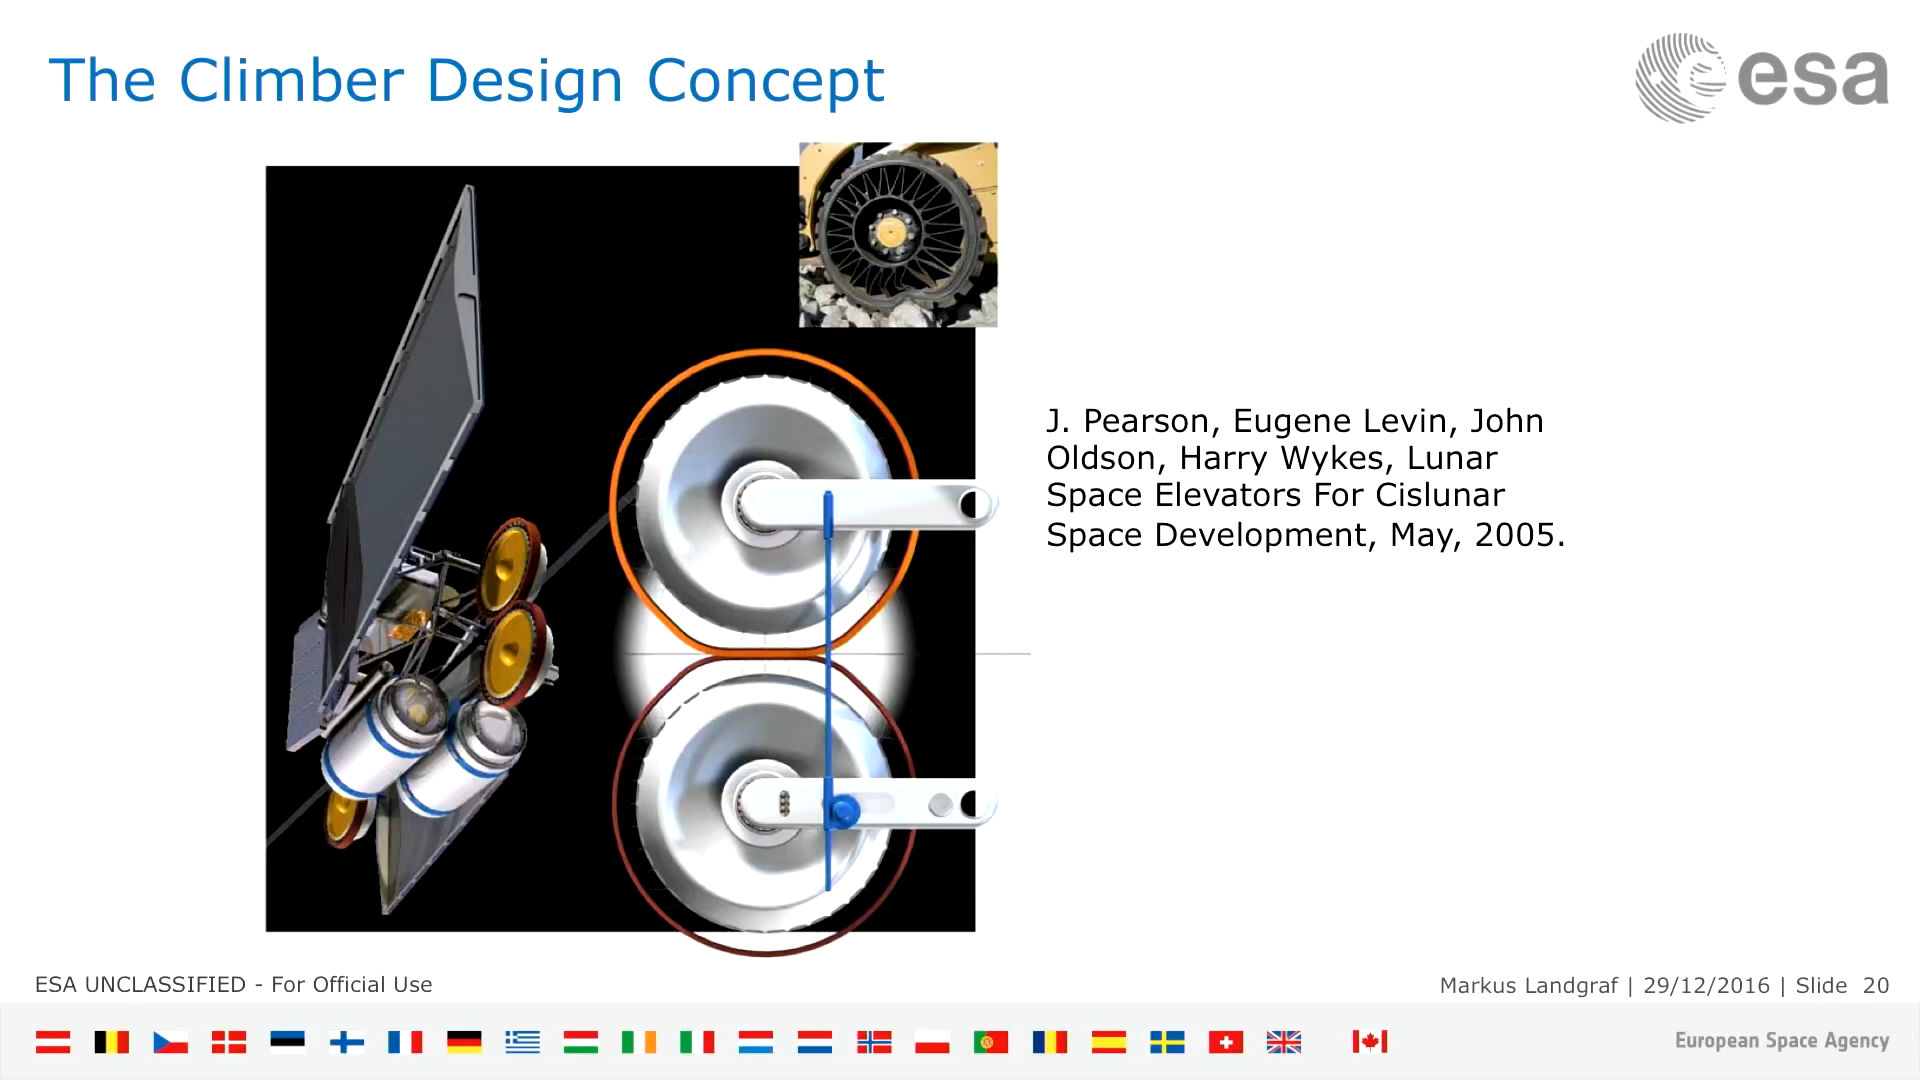 The Climber Design Concept
esa
J. Pearson, Eugene Levin, John
Oldson, Harry Wykes, Lunar
Space Elevators For Cislunar
Space Development, May, 2005.
ESA UNCLASSIFIED - For Official Use
Markus Landgraf | 29/12/2016 | Slide 20
European Space Agency